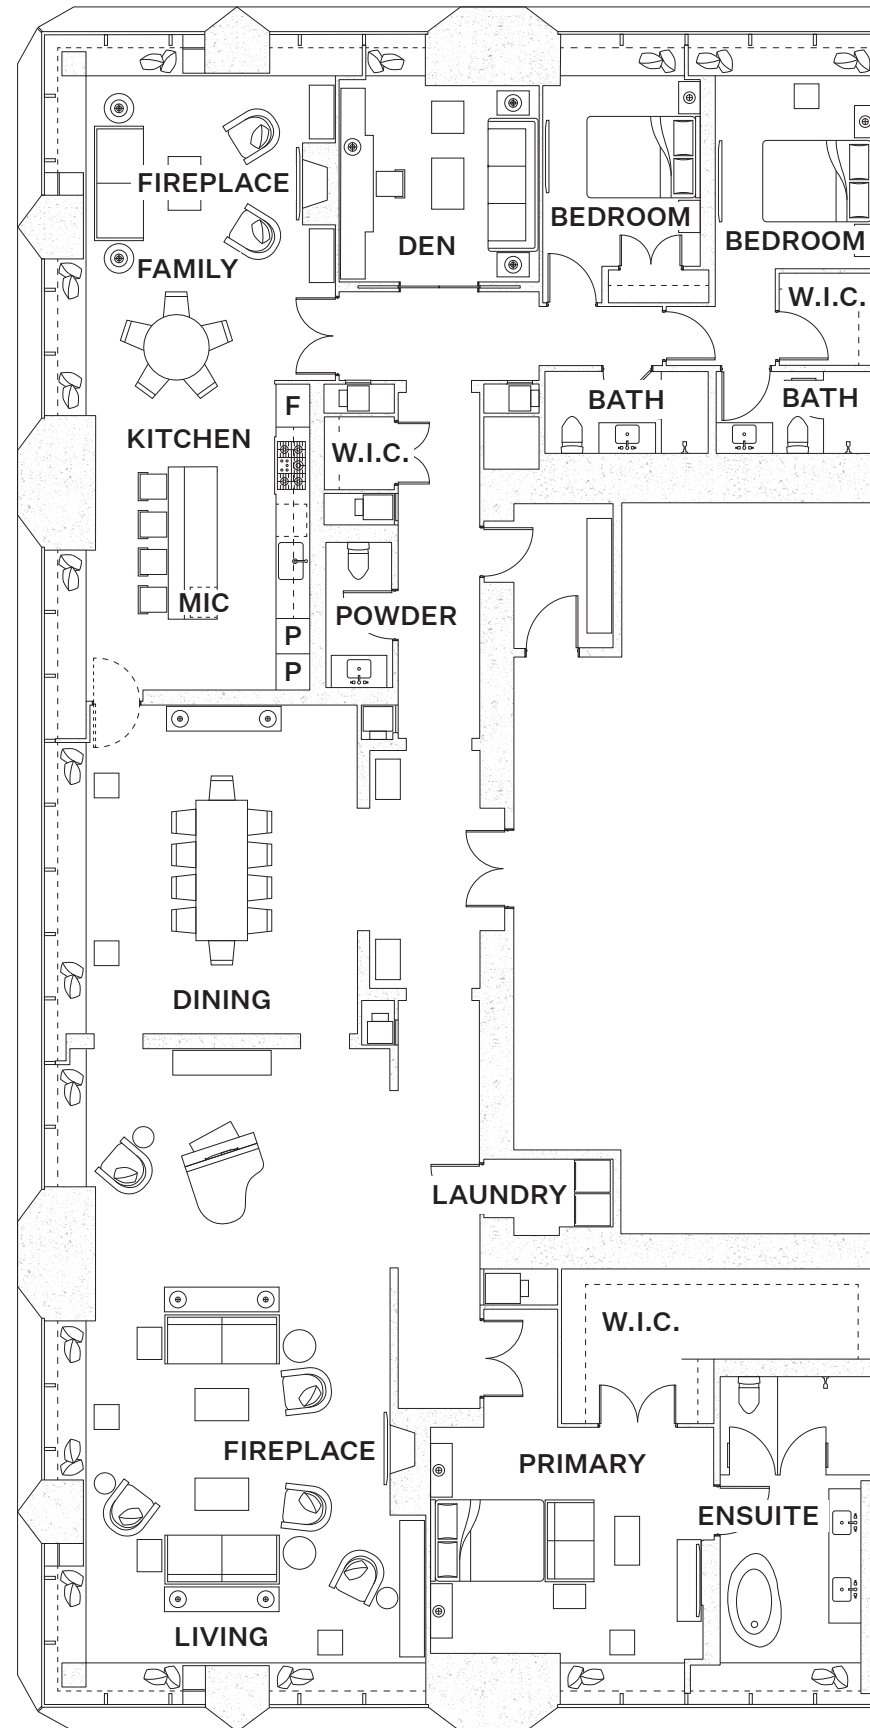 FIREPLACE
BEDROOM
BEDROOM
DEN
FAMILY
W.I.C.
F
BATH
BATH
KITCHEN
W.I.C.
MIC
POWDER
P
P
DINING
LAUNDRY
W.I.C.
FIREPLACE
PRIMARY
ENSUITE
LIVING